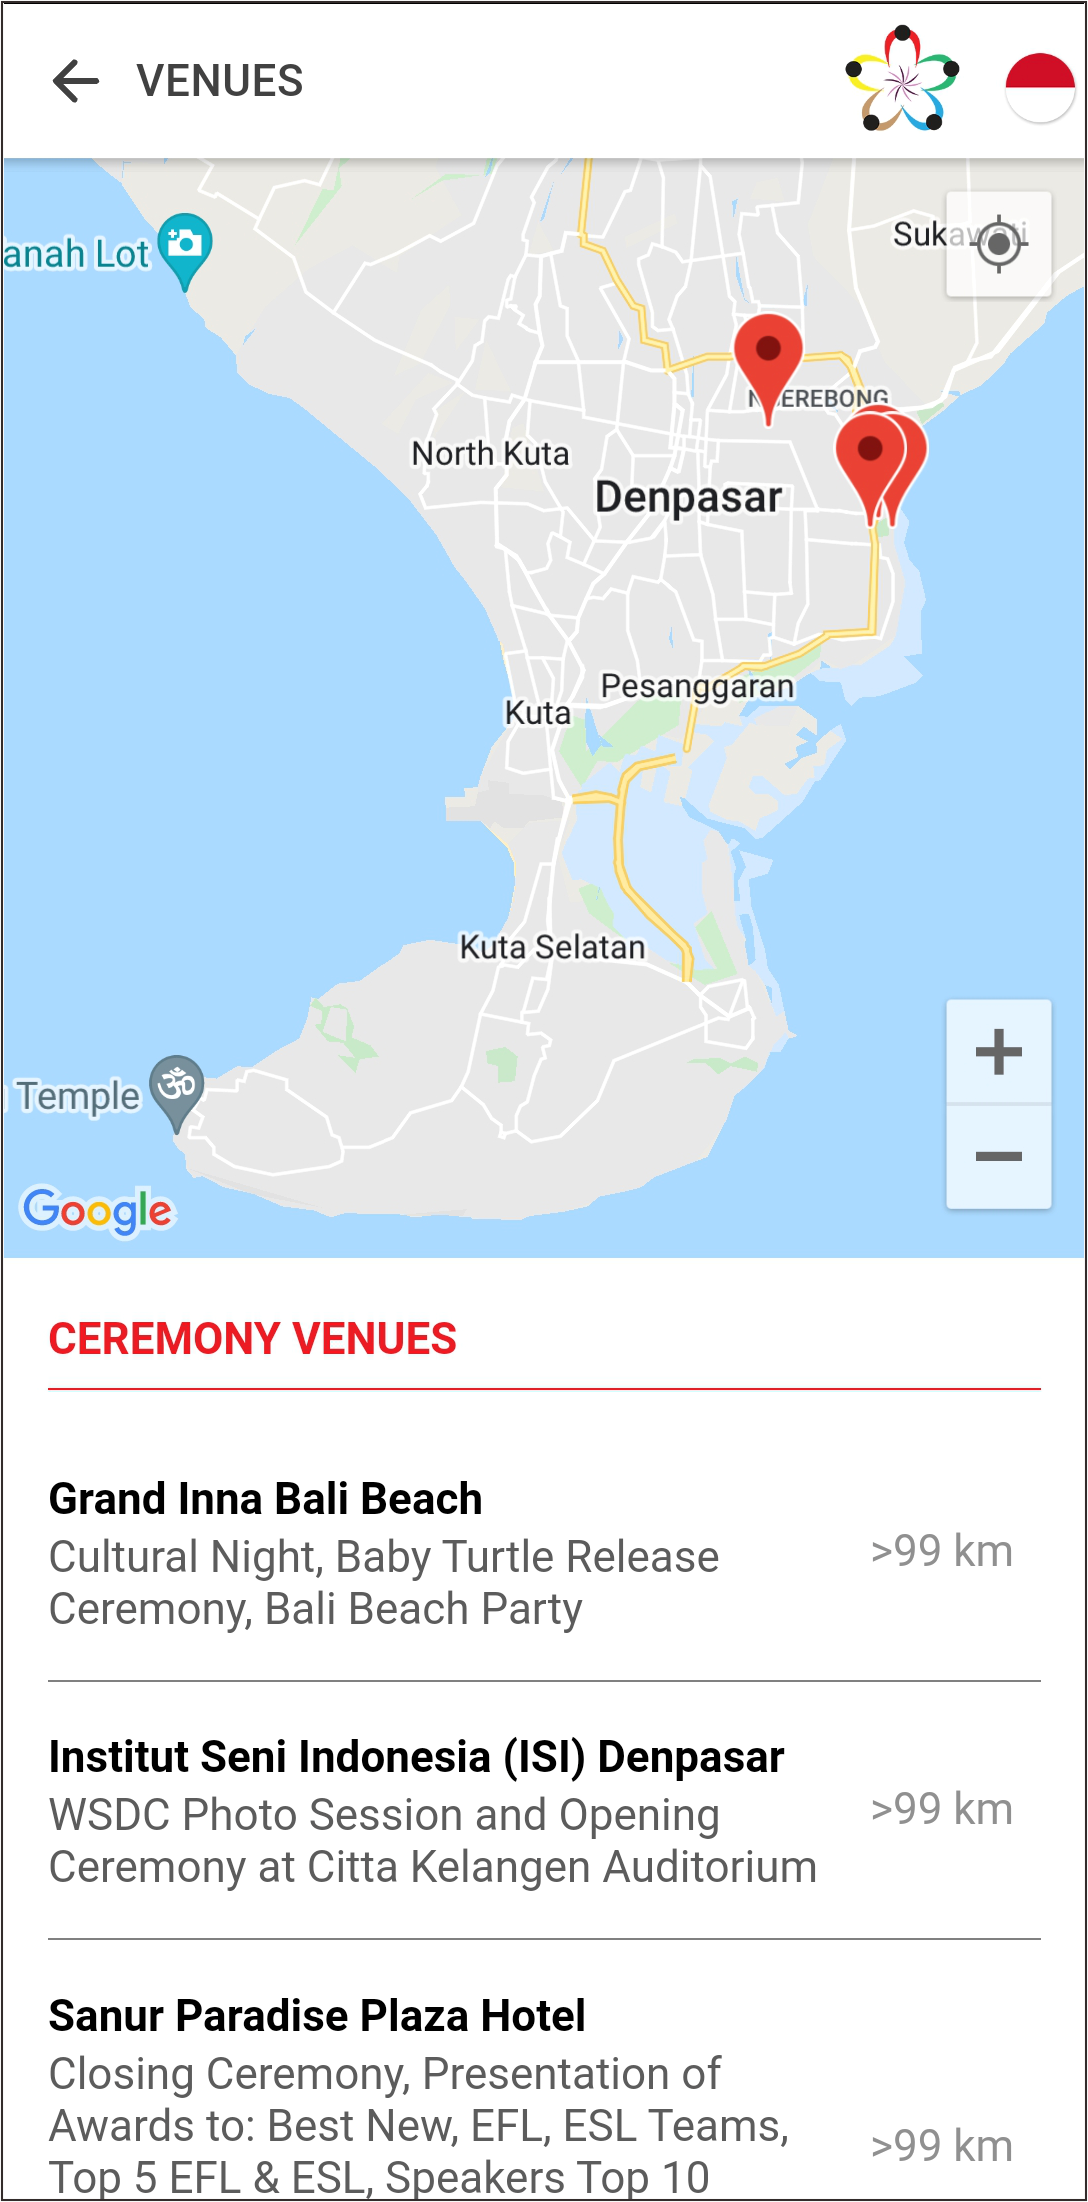 VENUES
anah Lot
Suk
NGEREBONG
North Kuta
Denpasar
Pesanggaran
Kuta
Kuta Selatan
Temple
Google
CEREMONY VENUES
Grand Inna Bali Beach
Cultural Night, Baby Turtle Release
Ceremony, Bali Beach Party
>99 km
Institut Seni Indonesia (ISI) Denpasar
WSDC Photo Session and Opening
Ceremony at Citta Kelangen Auditorium
>99 km
Sanur Paradise Plaza Hotel
Closing Ceremony, Presentation of
Awards to: Best New, EFL, ESL Teams,
Top 5 EFL & ESL, Speakers Top 10
>99 km